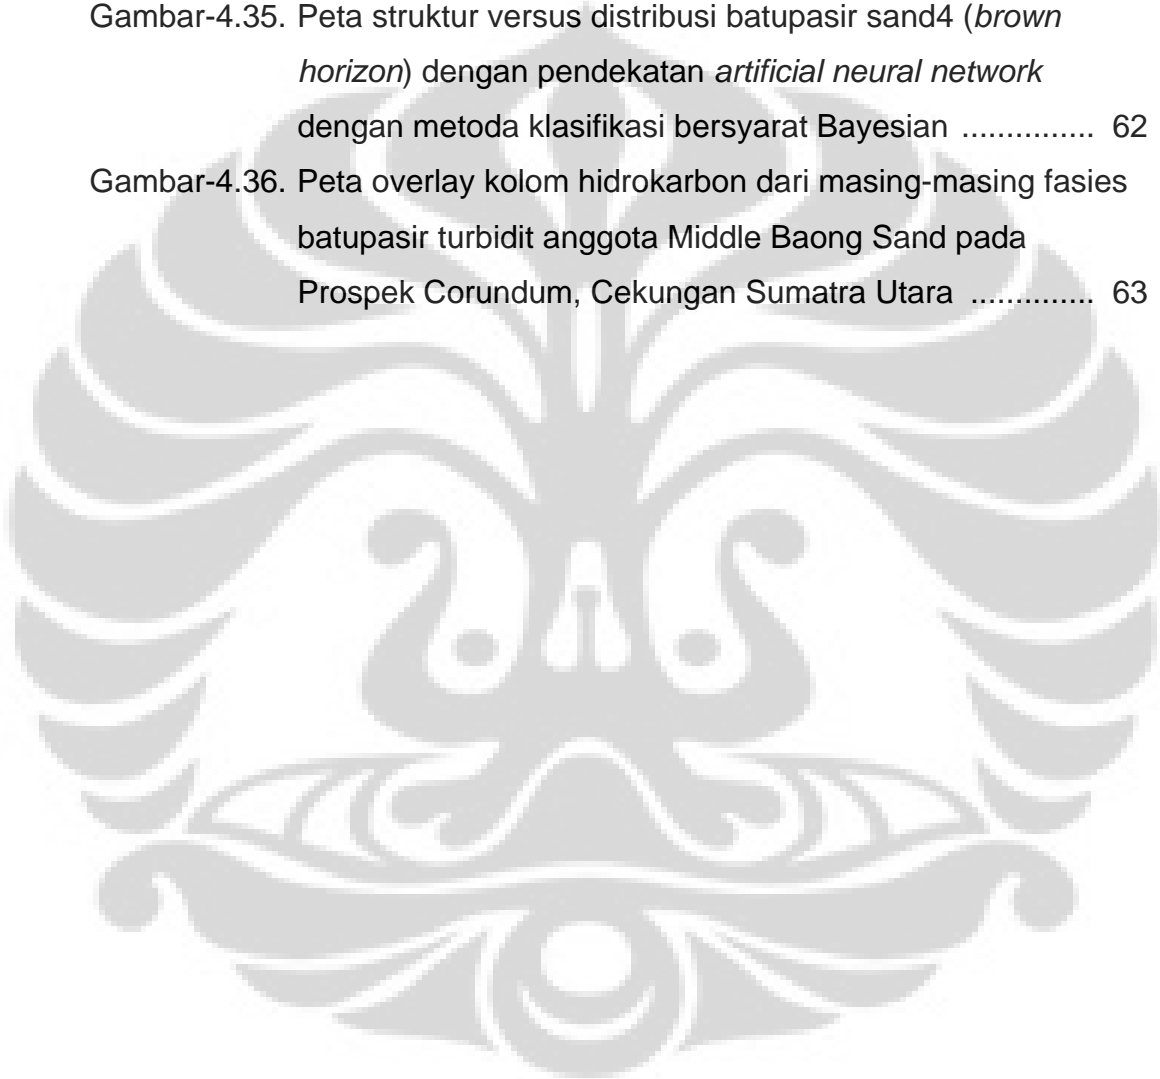 Gambar-4.35. Peta struktur versus distribusi batupasir sand4 (brown
horizon) dengan pendekatan artificial neural network
dengan metoda klasifikasi bersyarat Bayesian ............... 62
Gambar-4.36. Peta overlay kolom hidrokarbon dari masing-masing fasies
batupasir turbidit anggota Middle Baong Sand pada
Prospek Corundum, Cekungan Sumatra Utara .............. 63